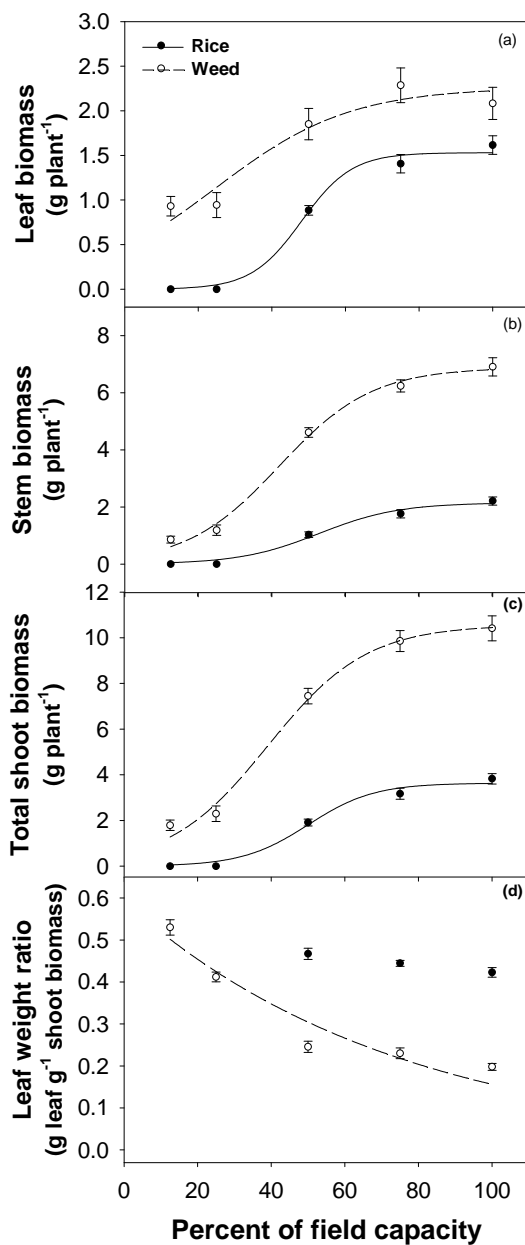 (a)
Rice
Weed
3.0
2.5
2.0
1.5
1.0
0.5
0.0
Leaf biomass
(g plant⁻¹)
(b)
8
6
4
2
0
Stem biomass
(g plant⁻¹)
(c)
12
10
8
6
4
2
0
Total shoot biomass
(g plant⁻¹)
(d)
0.6
0.5
0.4
0.3
0.2
0.1
0.0
Leaf weight ratio
(g leaf g⁻¹ shoot biomass)
0 20 40 60 80 100
Percent of field capacity